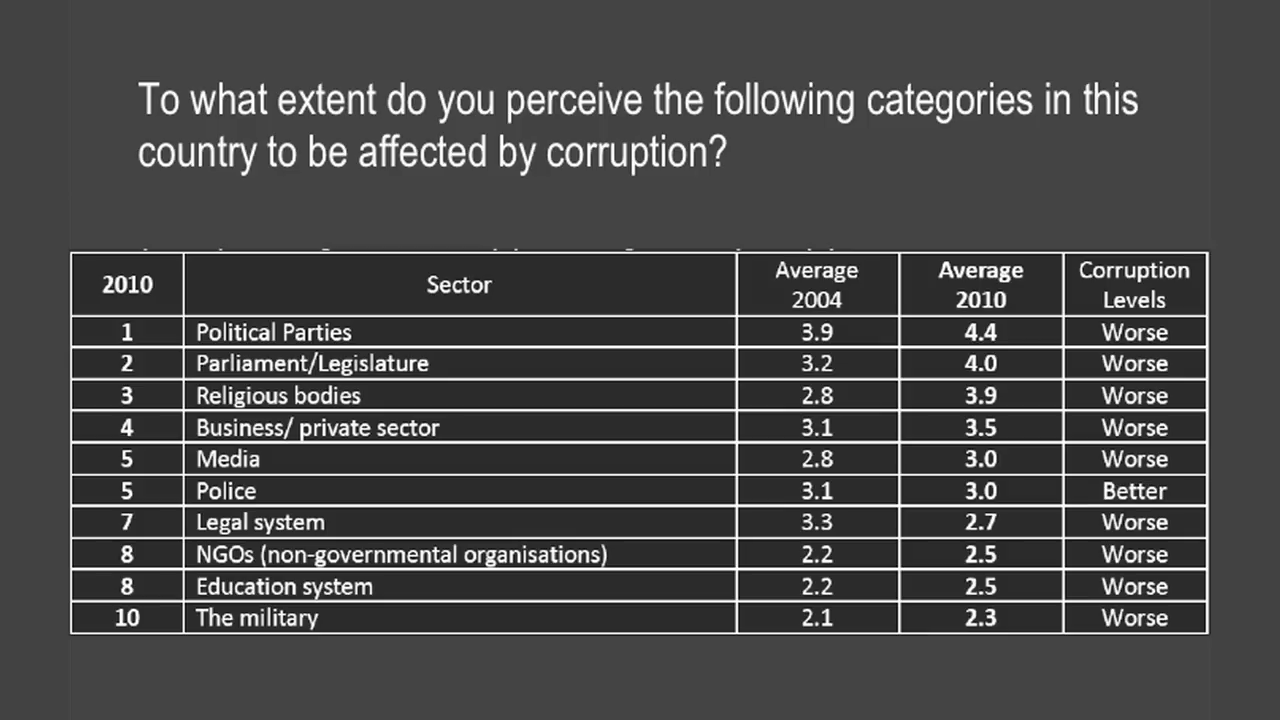 To what extent do you perceive the following categories in this
country to be affected by corruption?
2010 Sector Average 2004 Average 2010 Corruption Levels
1 Political Parties 3.9 4.4 Worse
2 Parliament/Legislature 3.2 4.0 Worse
3 Religious bodies 2.8 3.9 Worse
4 Business/ private sector 3.1 3.5 Worse
5 Media 2.8 3.0 Worse
5 Police 3.1 3.0 Better
7 Legal system 3.3 2.7 Worse
8 NGOs (non-governmental organisations) 2.2 2.5 Worse
8 Education system 2.2 2.5 Worse
10 The military 2.1 2.3 Worse